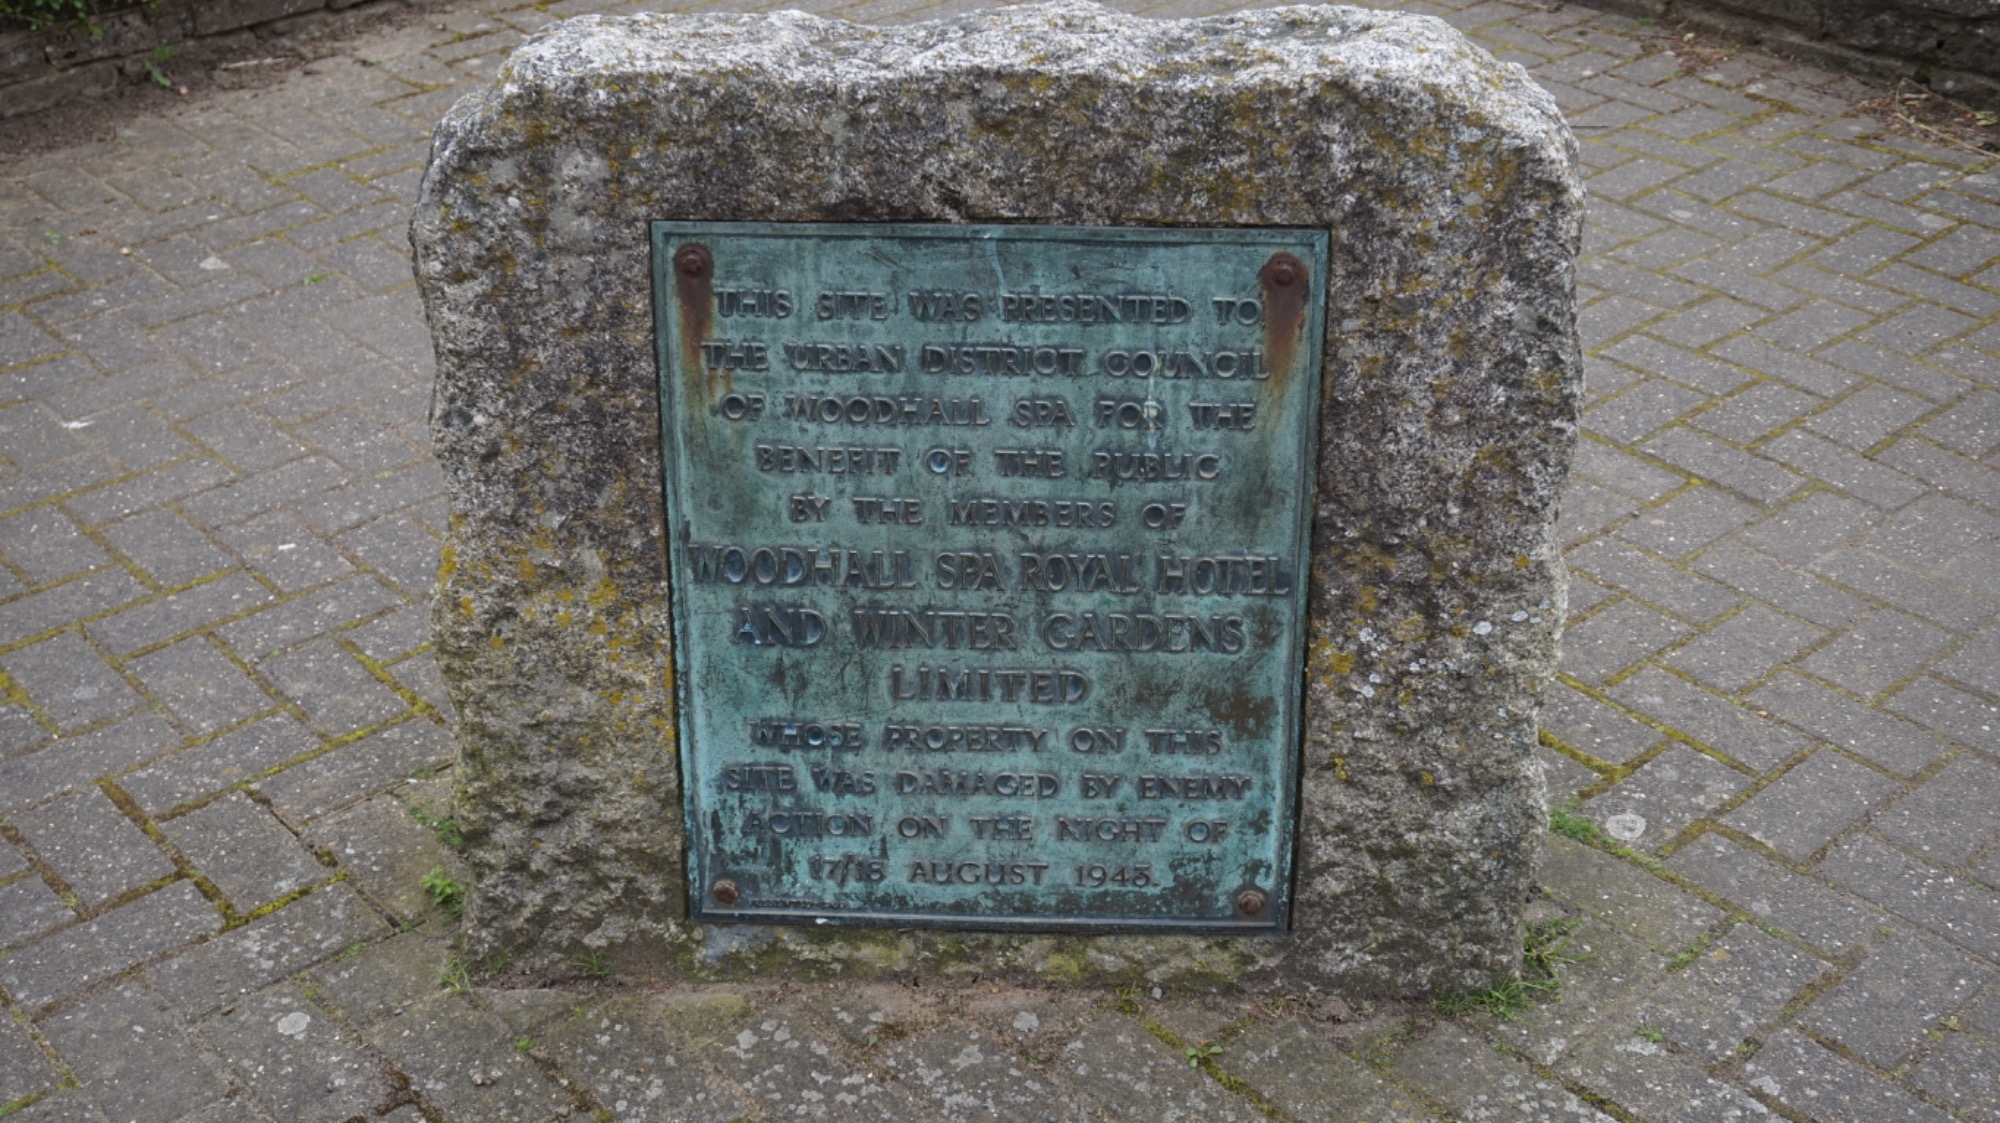 THIS SITE WAS PRESENTED TO
THE URBAN DISTRICT COUNCIL
OF WOODHALL SPA FOR THE
BENEFIT OF THE PUBLIC
BY THE MEMBERS OF
WOODHALL SPA ROYAL HOTEL
AND WINTER GARDENS
LIMITED
WHOSE PROPERTY ON THIS
SITE WAS DAMAGED BY ENEMY
ACTION ON THE NIGHT OF
17/18 AUGUST 1943.